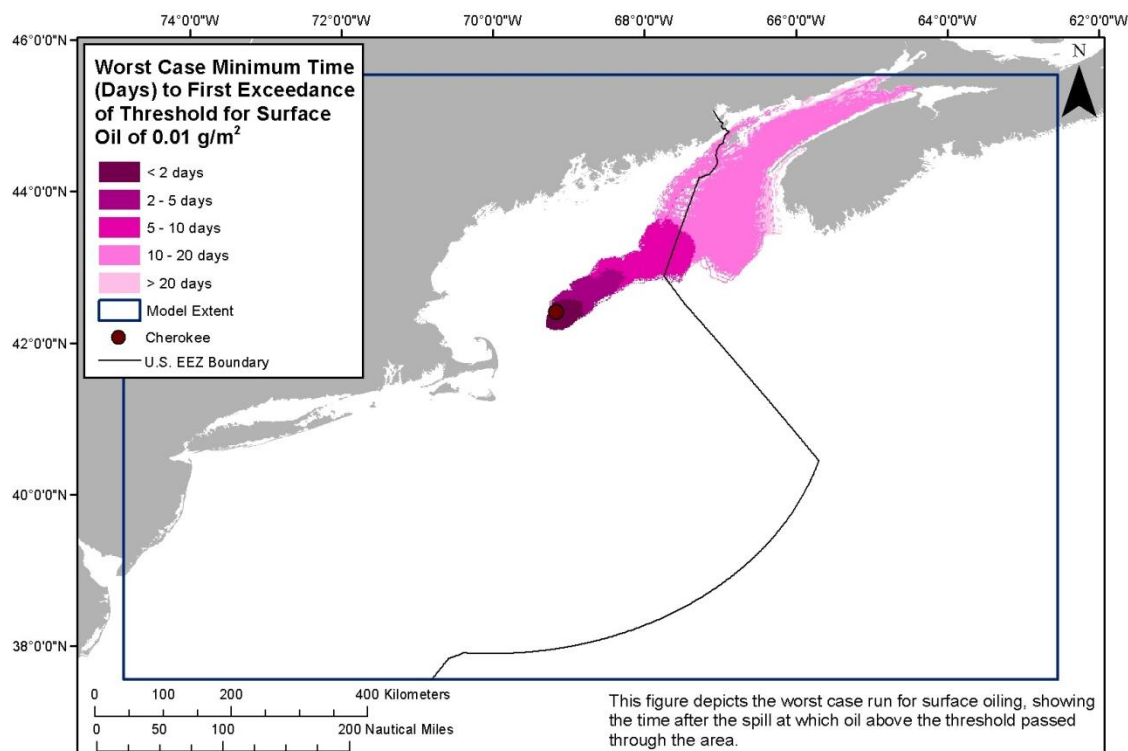 74°0'0"W 72°0'0"W 70°0'0"W 68°0'0"W 66°0'0"W 64°0'0"W 62°0'0"W
46°0'0"N
44°0'0"N
42°0'0"N
40°0'0"N
38°0'0"N
Worst Case Minimum Time
(Days) to First Exceedance
of Threshold for Surface
Oil of 0.01 g/m²
< 2 days
2 - 5 days
5 - 10 days
10 - 20 days
> 20 days
Model Extent
Cherokee
U.S. EEZ Boundary
N
0 100 200 400 Kilometers
0 50 100 200 Nautical Miles
This figure depicts the worst case run for surface oiling, showing
the time after the spill at which oil above the threshold passed
through the area.